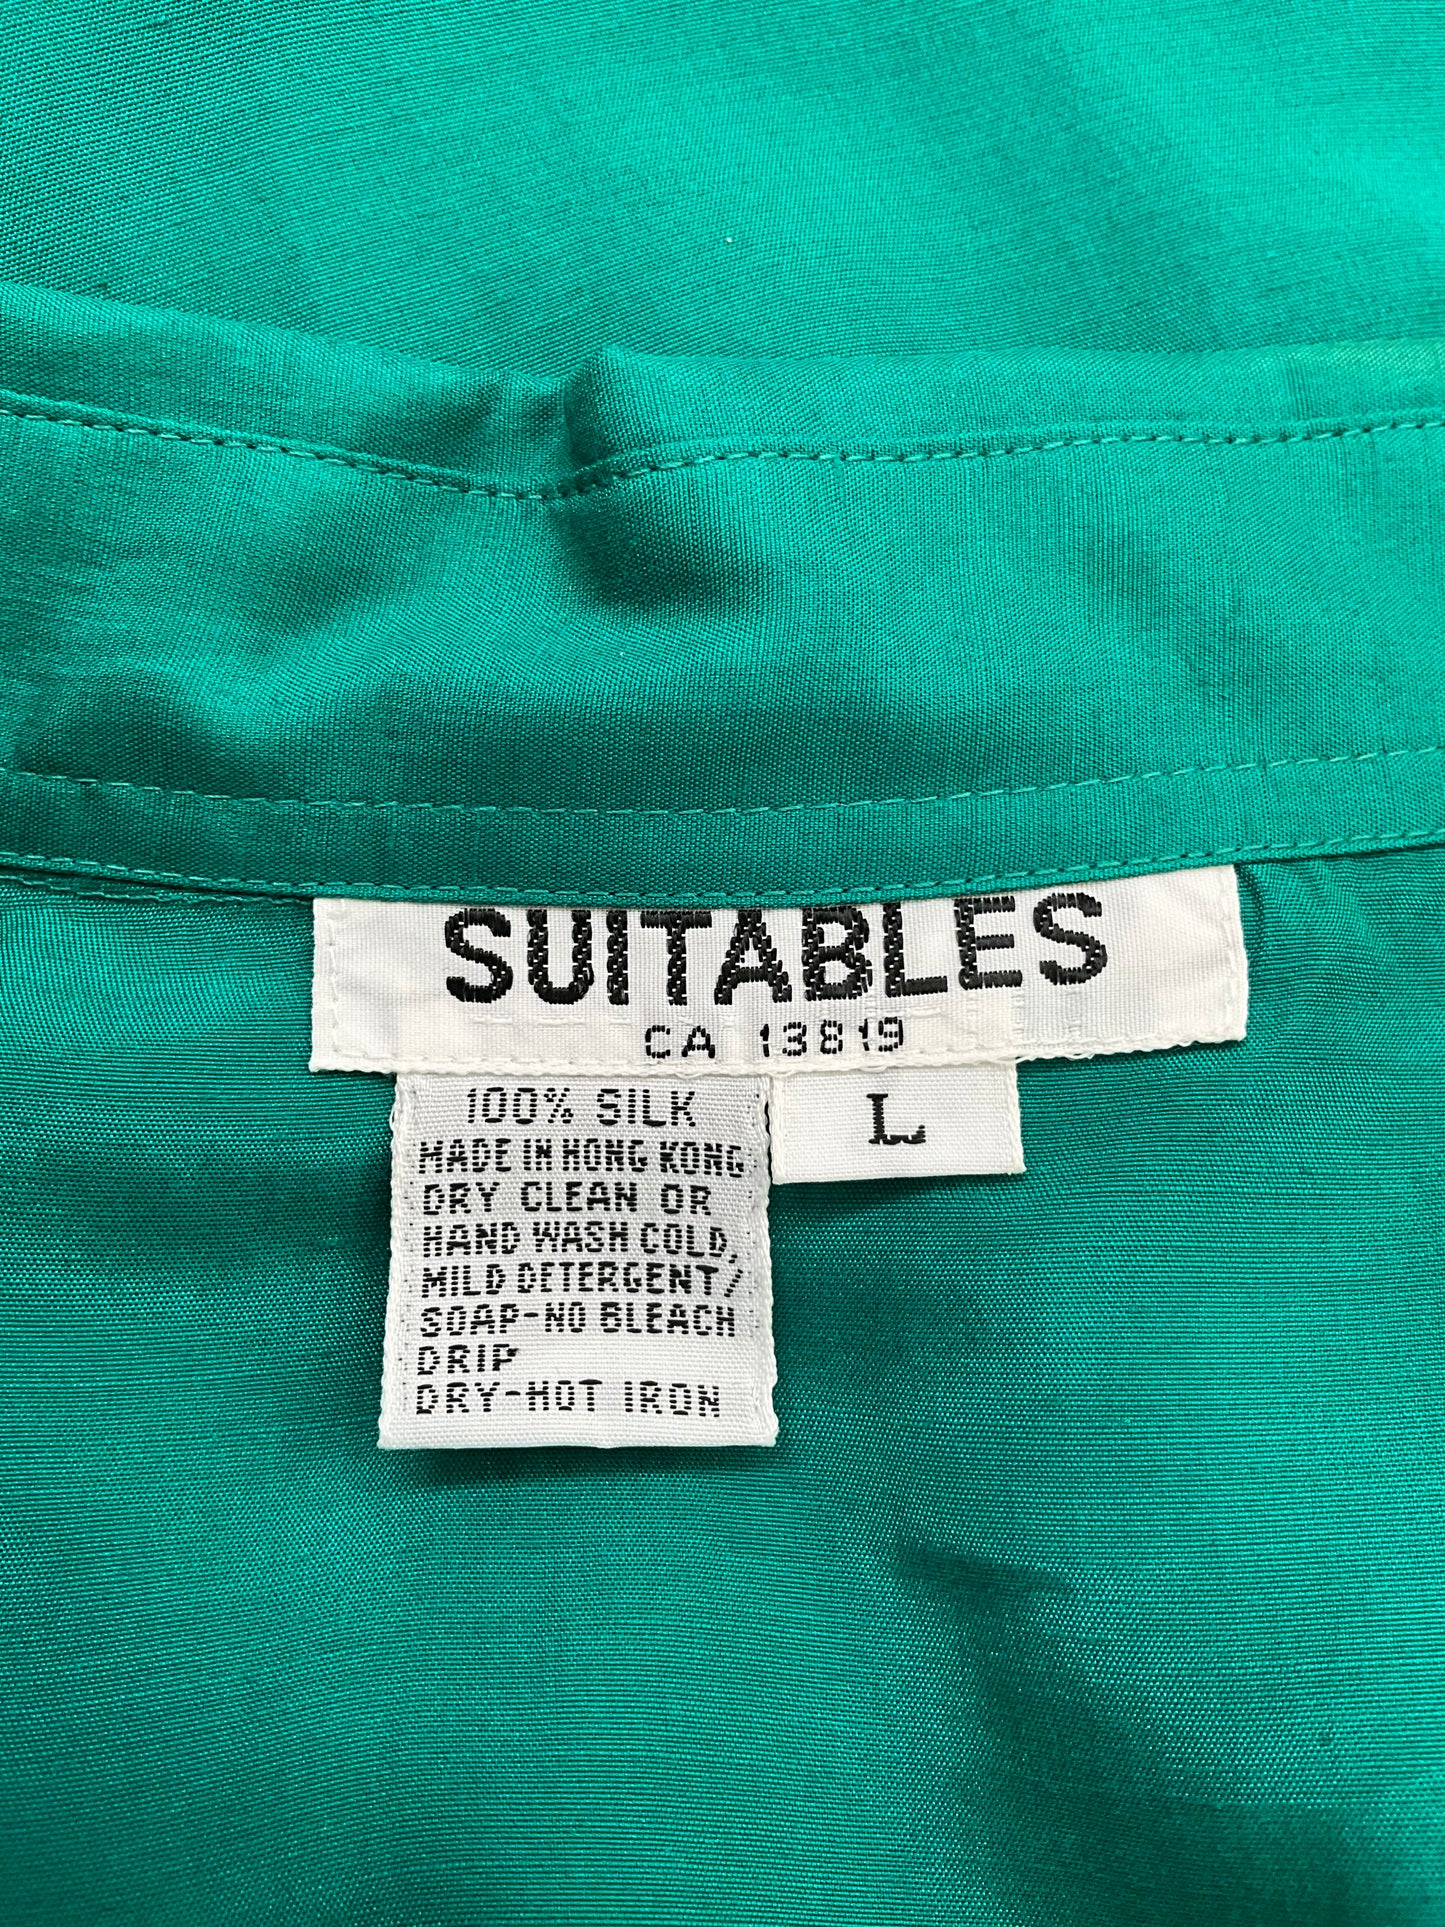 SUITABLES
CA 13819
L
100% SILK
MADE IN HONG KONG
DRY CLEAN OR
HAND WASH COLD,
MILD DETERGENT/
SOAP-NO BLEACH
DRIP
DRY-HOT IRON